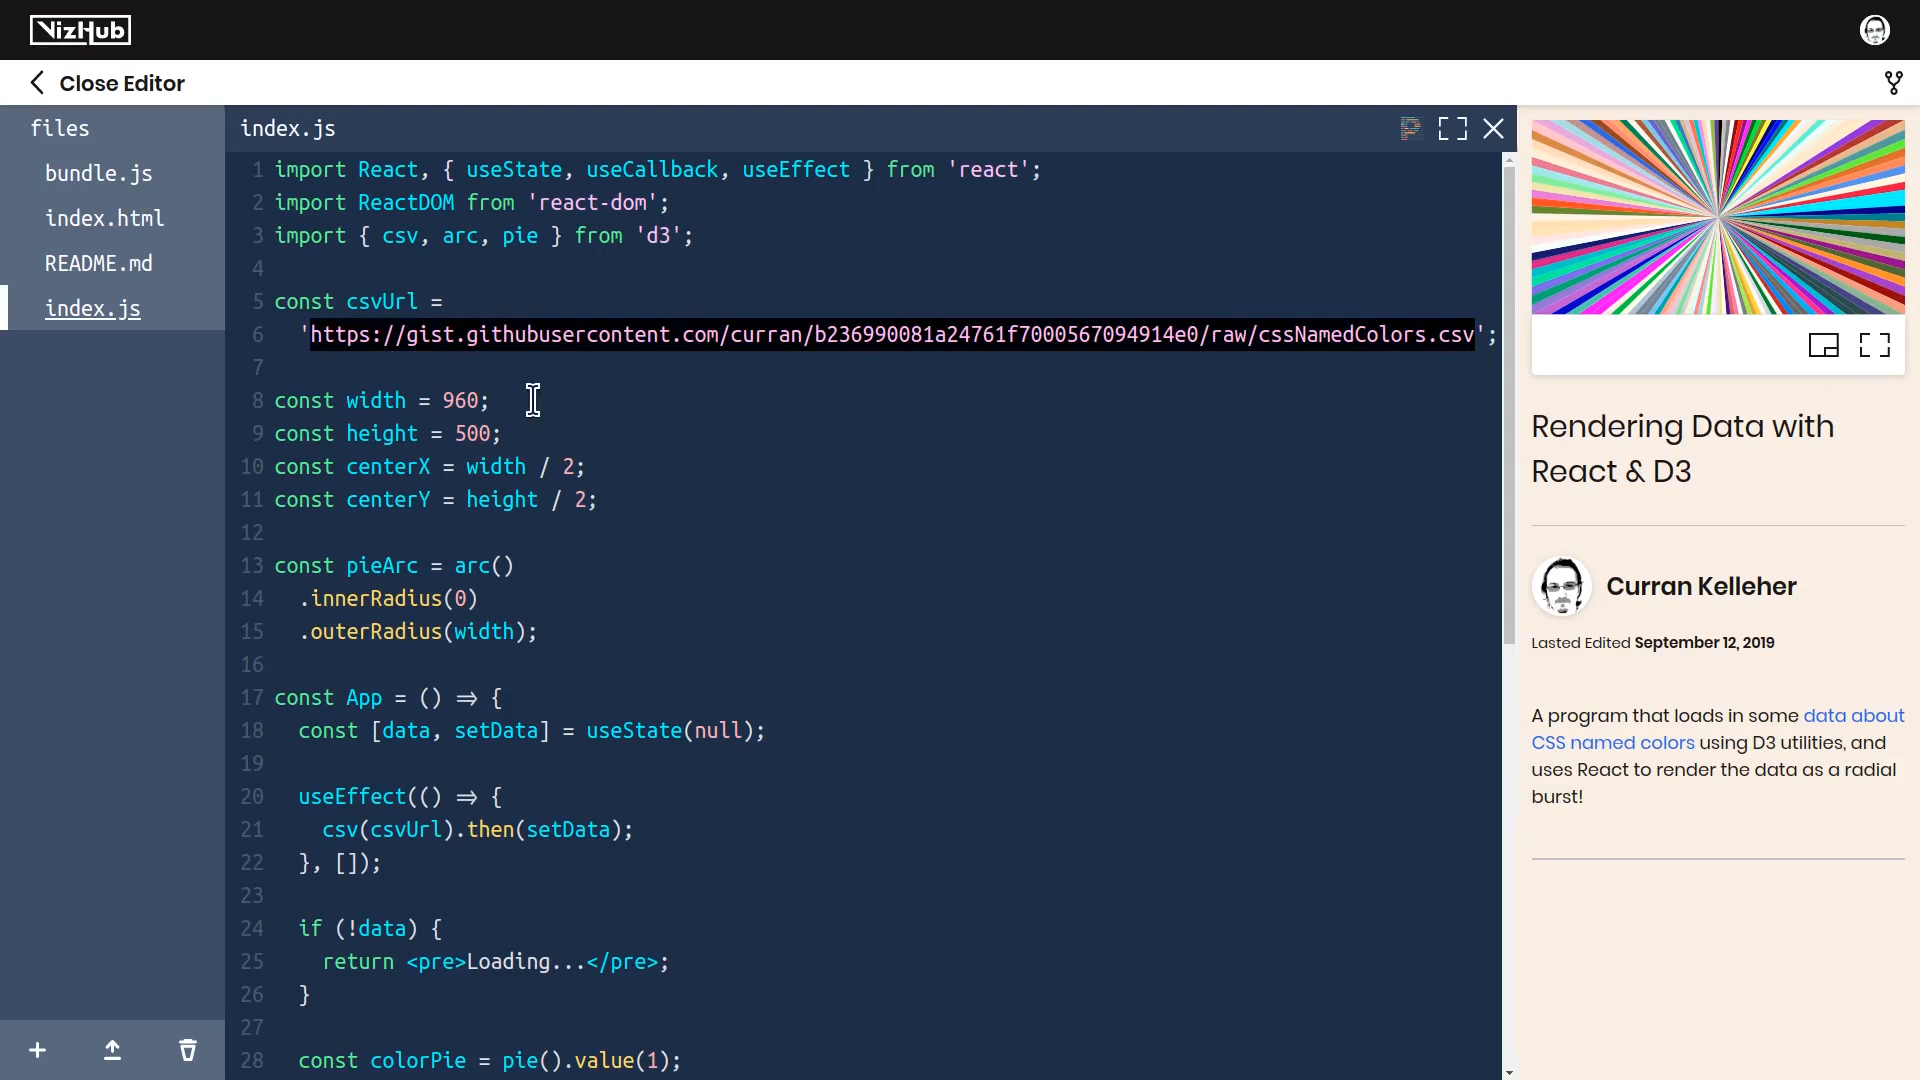 VizHub
Close Editor
files
bundle.js
index.html
README.md
index.js
index.js
1 import React, { useState, useCallback, useEffect } from 'react';
2 import ReactDOM from 'react-dom';
3 import { csv, arc, pie } from 'd3';
4
5 const csvUrl =
6 'https://gist.githubusercontent.com/curran/b236990081a24761f7000567094914e0/raw/cssNamedColors.csv';
7
8 const width = 960;
9 const height = 500;
10 const centerX = width / 2;
11 const centerY = height / 2;
12
13 const pieArc = arc()
14 .innerRadius(0)
15 .outerRadius(width);
16
17 const App = () => {
18 const [data, setData] = useState(null);
19
20 useEffect(() => {
21 csv(csvUrl).then(setData);
22 }, []);
23
24 if (!data) {
25 return <pre>Loading...</pre>;
26 }
27
28 const colorPie = pie().value(1);
Rendering Data with
React & D3
Curran Kelleher
Lasted Edited September 12, 2019
A program that loads in some data about
CSS named colors using D3 utilities, and
uses React to render the data as a radial
burst!